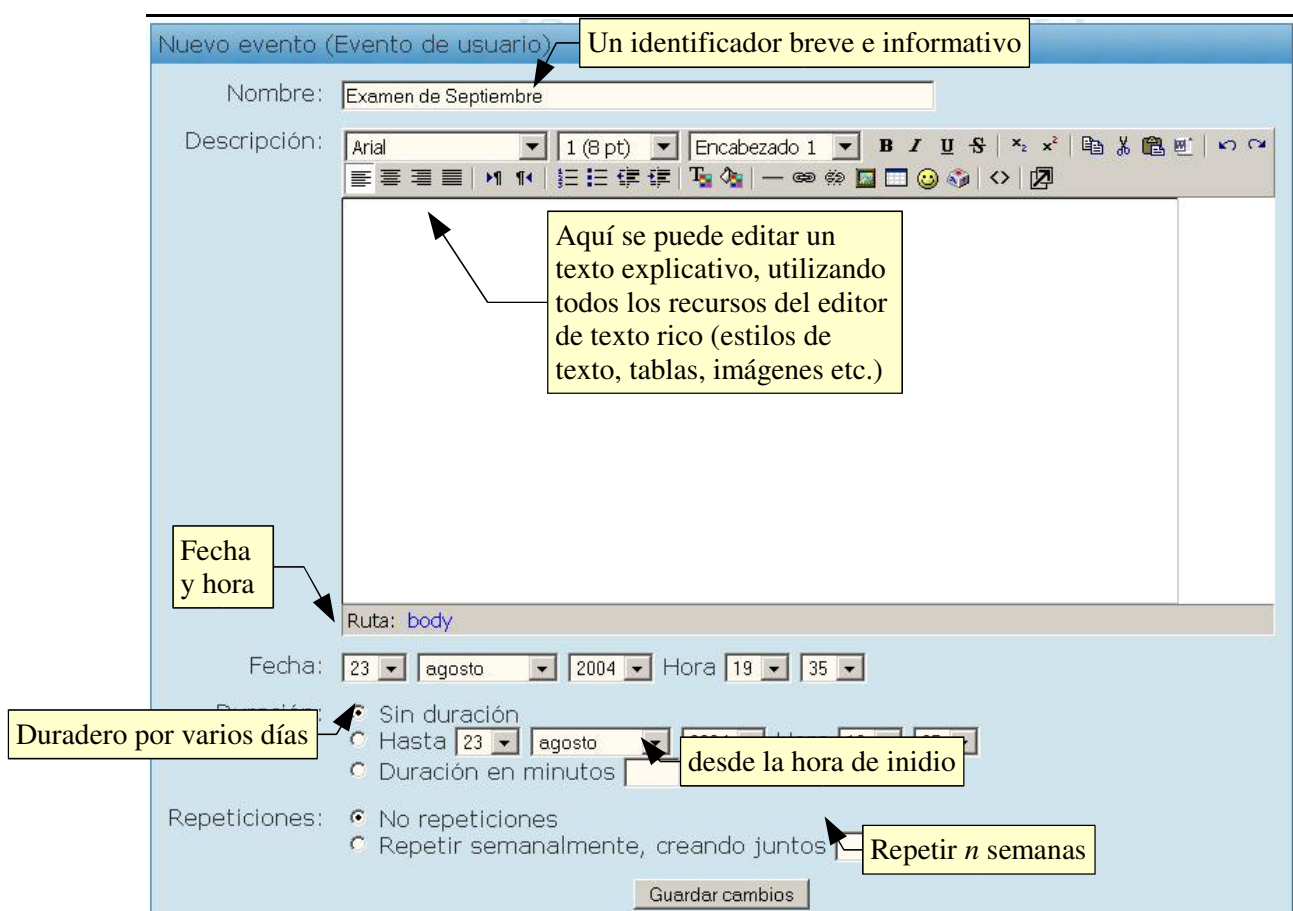 Nuevo evento (Evento de usuario)
Un identificador breve e informativo
Nombre: Examen de Septiembre
Descripción: Arial 1 (8 pt) Encabezado 1 B I U S x₂ x²
Aquí se puede editar un
texto explicativo, utilizando
todos los recursos del editor
de texto rico (estilos de
texto, tablas, imágenes etc.)
Fecha
y hora
Ruta: body
Fecha: 23 agosto 2004 Hora 19 35
Duración: Sin duración
Duradero por varios días
Hasta 23 agosto
desde la hora de inidio
Duración en minutos
Repeticiones: No repeticiones
Repetir semanalmente, creando juntos
Repetir n semanas
Guardar cambios